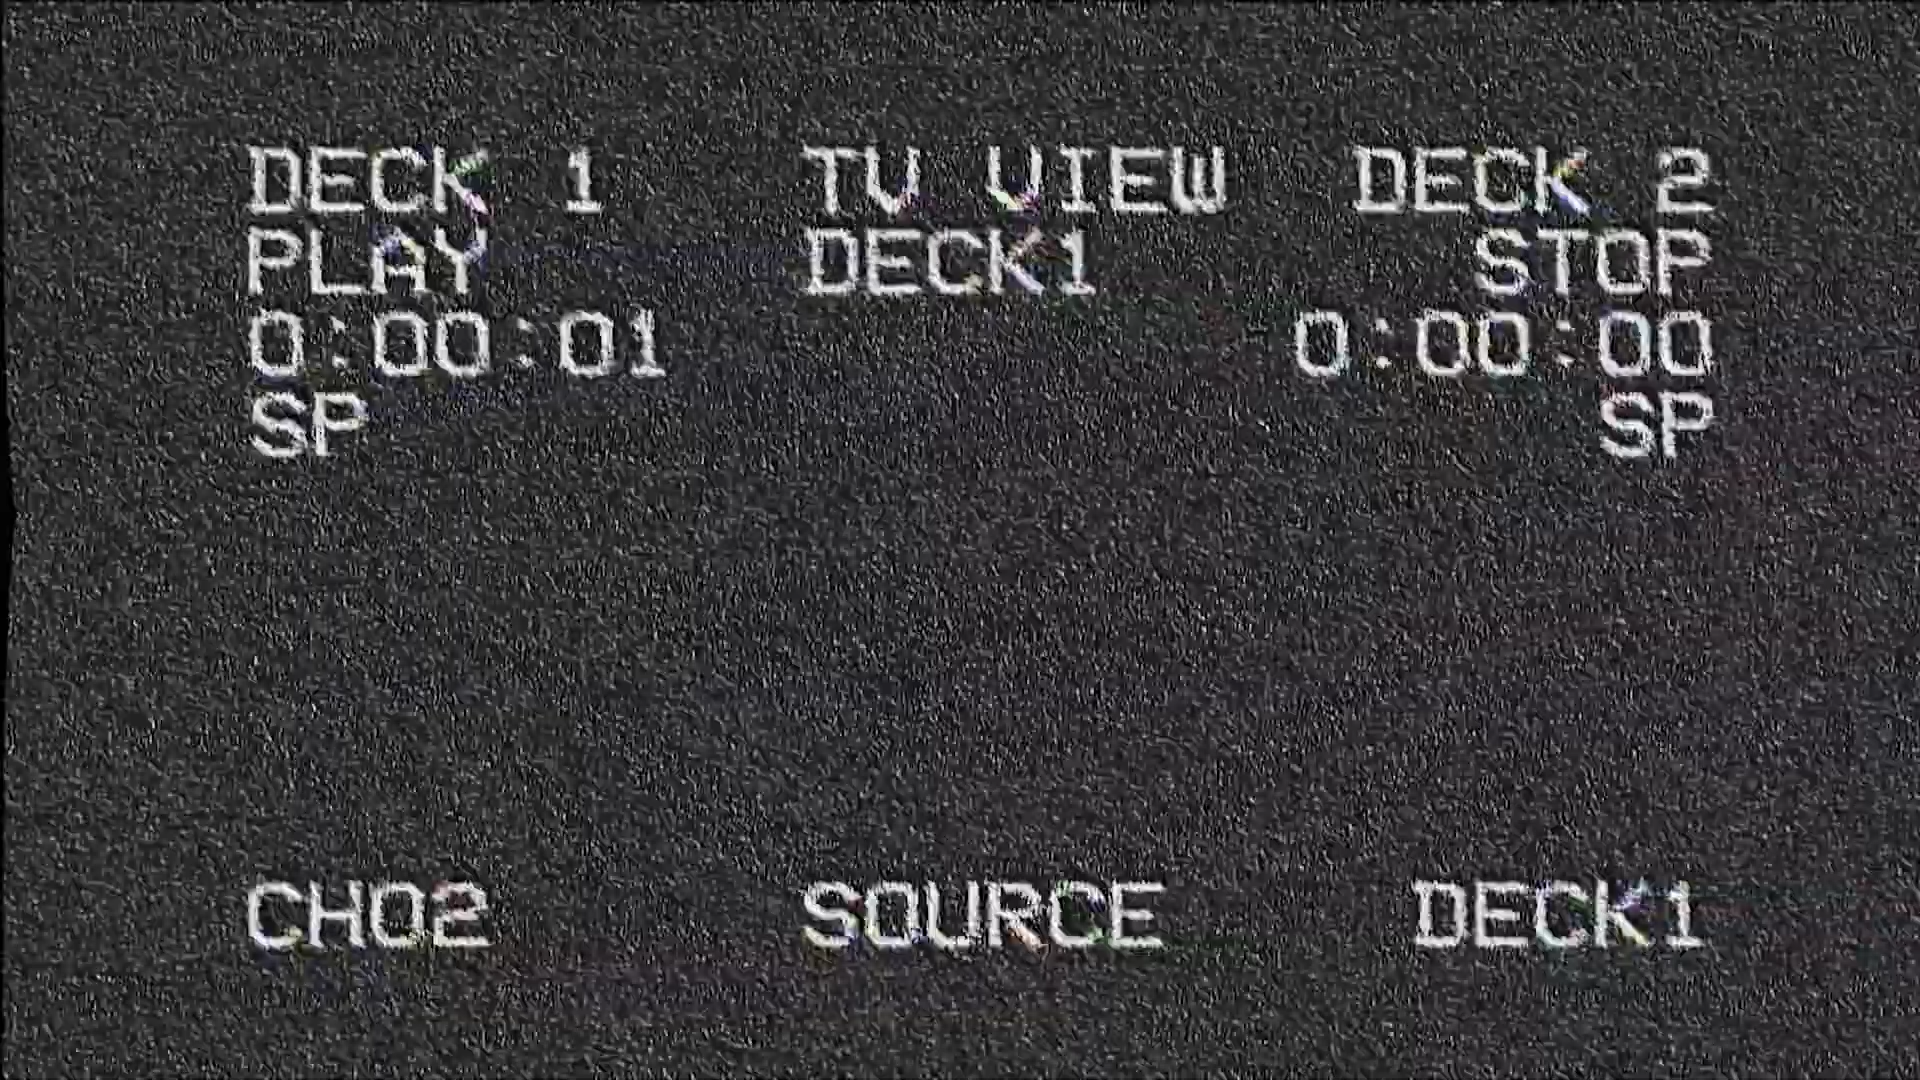 DECK 1 TV VIEW DECK 2
PLAY DECK1 STOP
0:00:01 0:00:00
SP SP
CH02 SOURCE DECK1